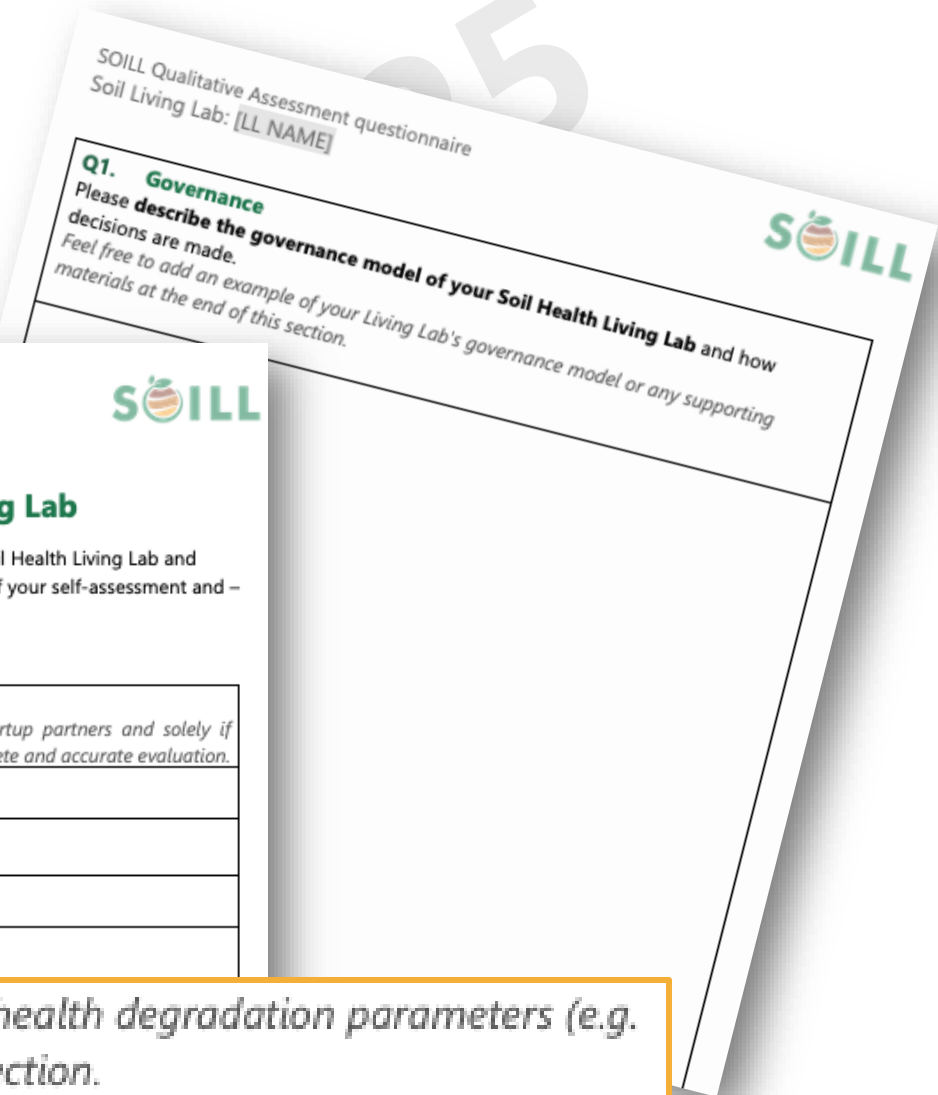 SOILL Qualitative Assessment questionnaire
Soil Living Lab: [LL NAME]
SOILL
Q1. Governance
Please describe the governance model of your Soil Health Living Lab and how
decisions are made.
Feel free to add an example of your Living Lab's governance model or any supporting
materials at the end of this section.
SOILL
g Lab
l Health Living Lab and
f your self-assessment and –
rtup partners and solely if
ete and accurate evaluation.
health degradation parameters (e.g.
ection.